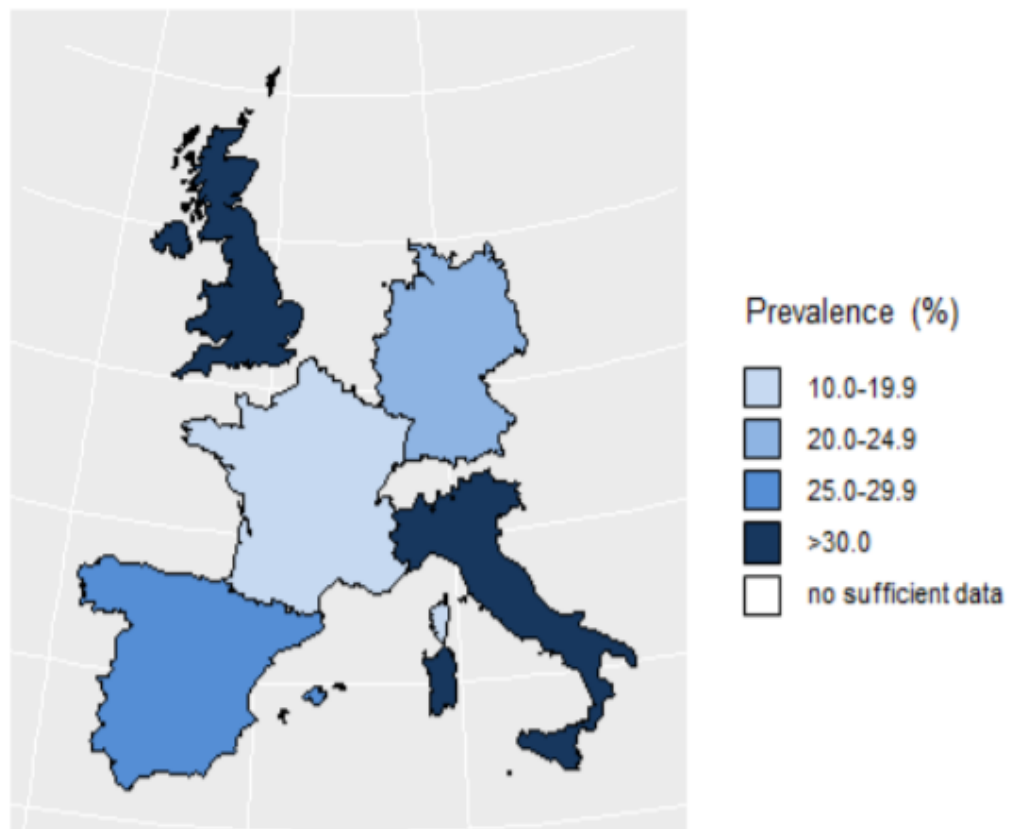 Prevalence (%)
10.0-19.9
20.0-24.9
25.0-29.9
>30.0
no sufficient data